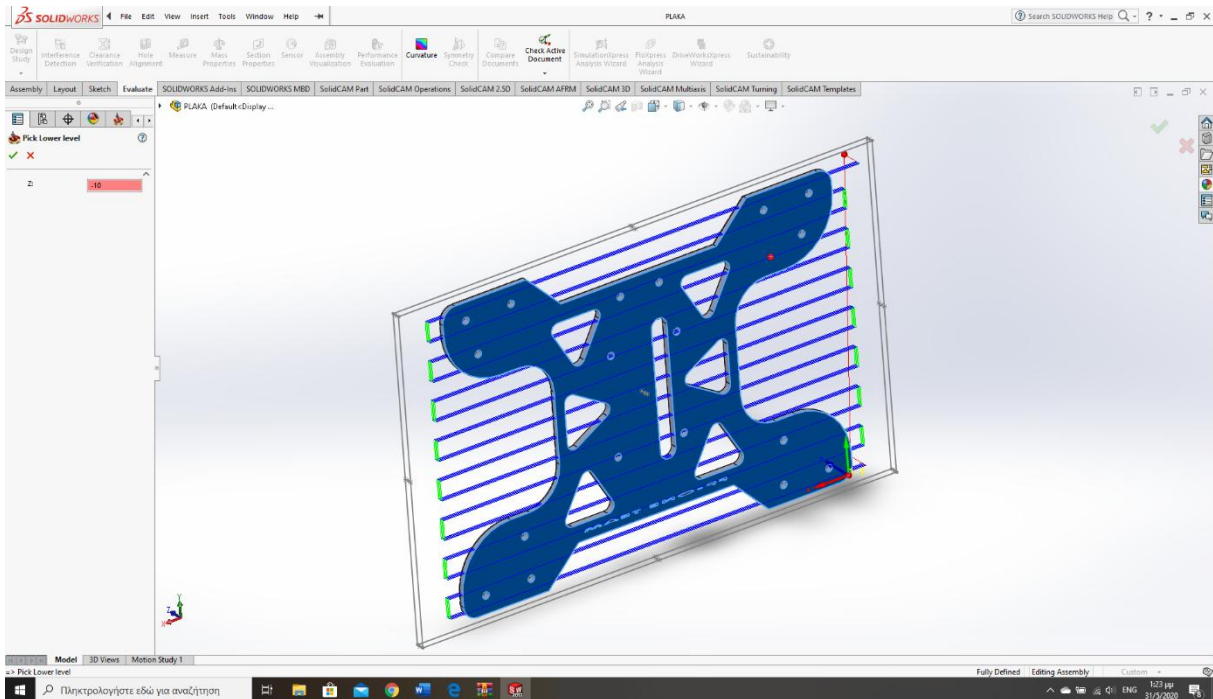 SOLIDWORKS File Edit View Insert Tools Window Help PLAKA Search SOLIDWORKS Help
Design Study Interference Detection Clearance Verification Hole Alignment Measure Mass Properties Section Properties Sensor Assembly Visualization Performance Evaluation Curvature Symmetry Check Compare Documents Check Active Document SimulationXpress Analysis Wizard FloXpress Analysis Wizard DriveWorksXpress Wizard Sustainability
Assembly Layout Sketch Evaluate SOLIDWORKS Add-Ins SOLIDWORKS MBD SolidCAM Part SolidCAM Operations SolidCAM 2.5D SolidCAM AFRM SolidCAM 3D SolidCAM Multiaxis SolidCAM Turning SolidCAM Templates
PLAKA (Default<Display ...
Pick Lower level
Z: -10
Y
Z
X
Model 3D Views Motion Study 1
=> Pick Lower level Fully Defined Editing Assembly Custom
Πληκτρολογήστε εδώ για αναζήτηση ENG 1:23 μμ
31/5/2020